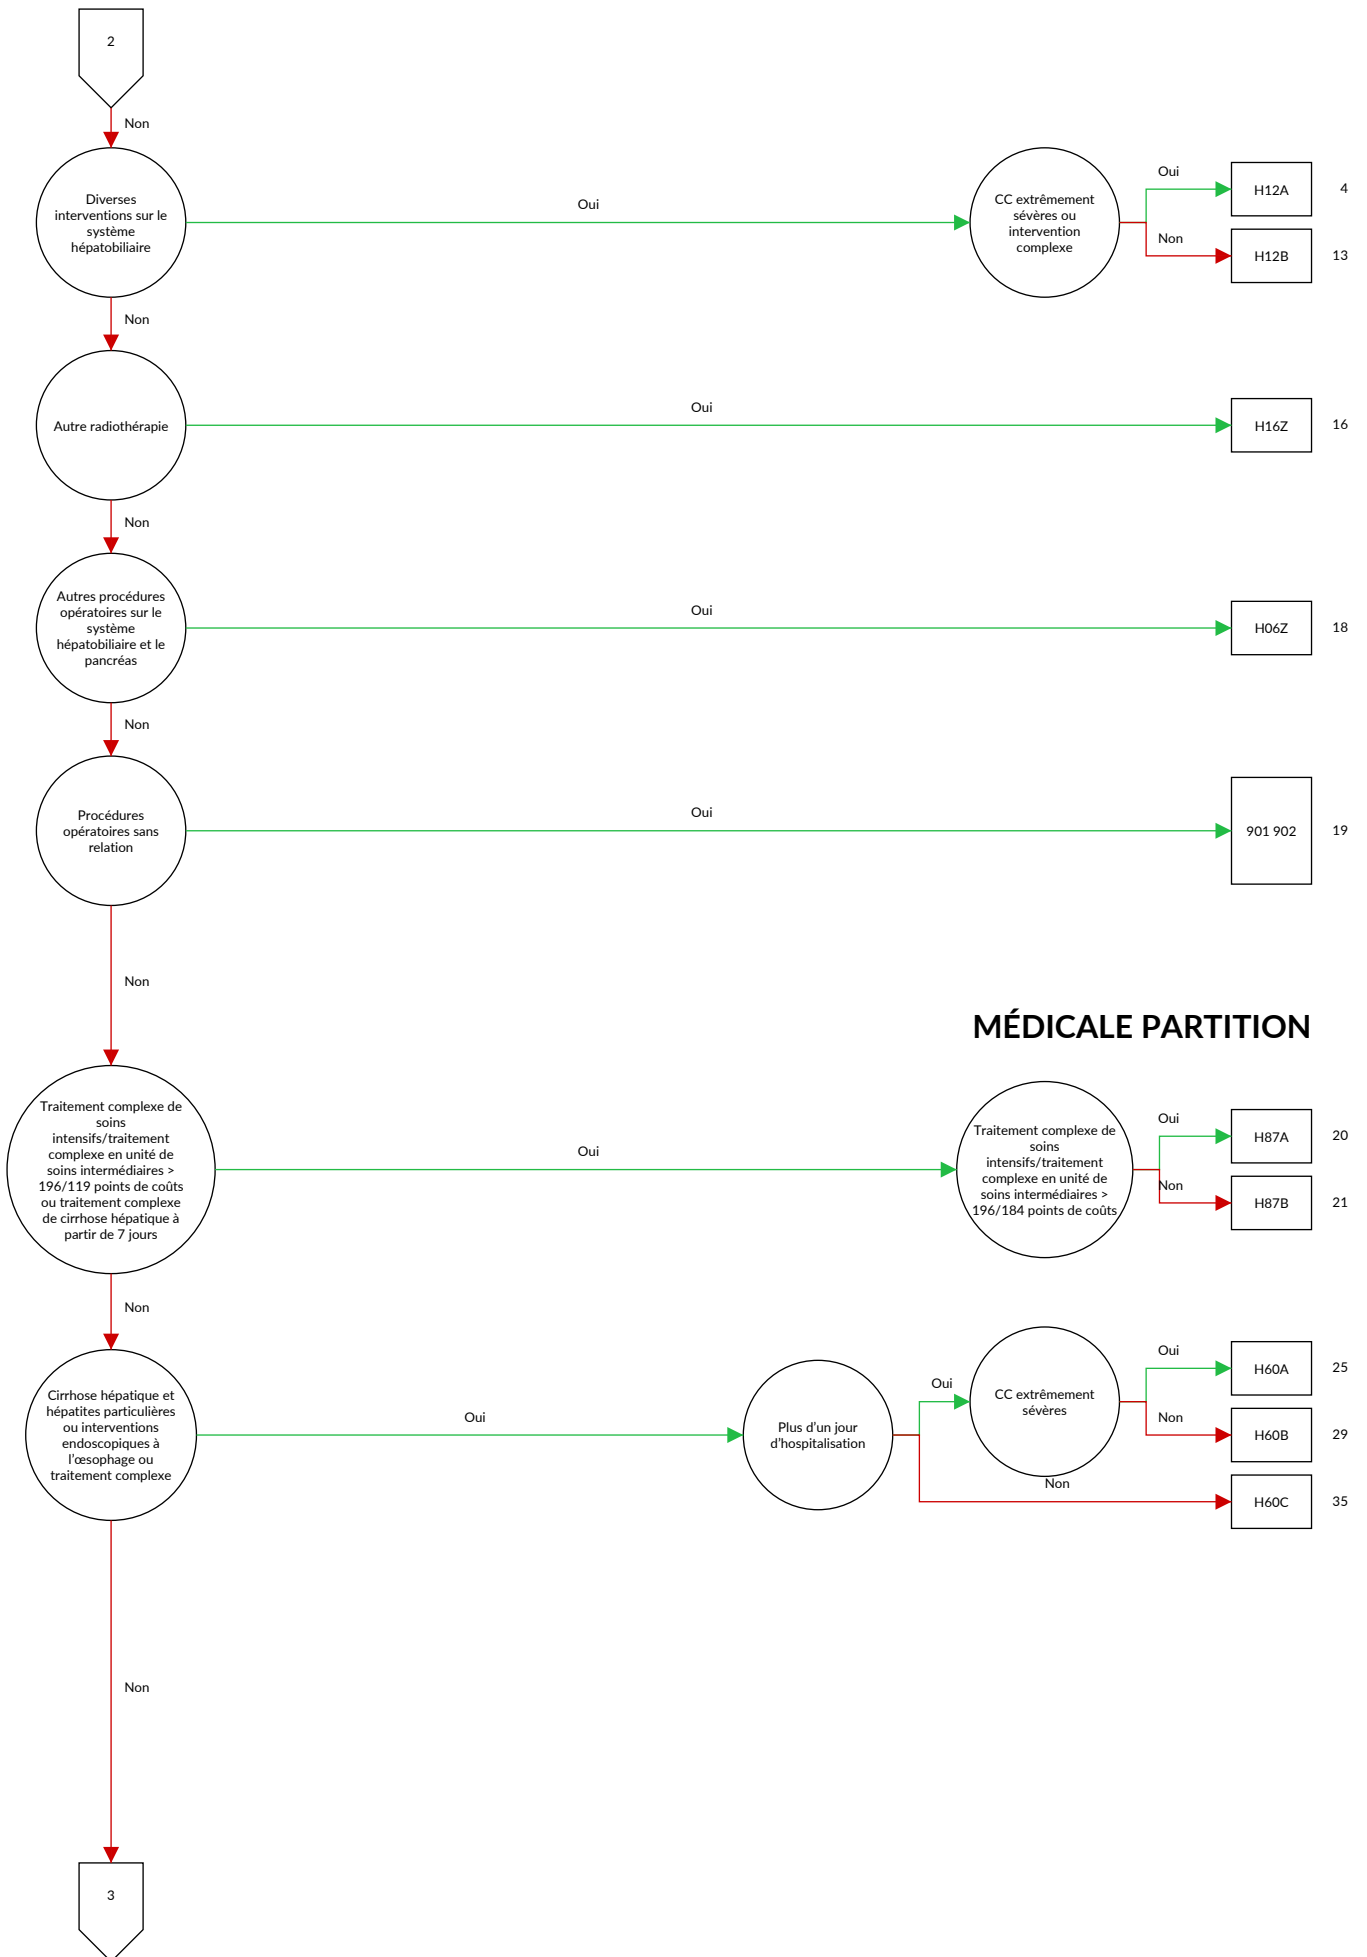 2
Non
Diverses
interventions sur le
système
hépatobiliaire
Oui
CC extrêmement
sévères ou
intervention
complexe
Oui
H12A
4
Non
H12B
13
Non
Autre radiothérapie
Oui
H16Z
16
Non
Autres procédures
opératoires sur le
système
hépatobiliaire et le
pancréas
Oui
H06Z
18
Non
Procédures
opératoires sans
relation
Oui
901 902
19
Non
MÉDICALE PARTITION
Traitement complexe de
soins
intensifs/traitement
complexe en unité de
soins intermédiaires >
196/119 points de coûts
ou traitement complexe
de cirrhose hépatique à
partir de 7 jours
Oui
Traitement complexe de
soins
intensifs/traitement
complexe en unité de
soins intermédiaires >
196/184 points de coûts
Oui
H87A
20
Non
H87B
21
Non
Cirrhose hépatique et
hépatites particulières
ou interventions
endoscopiques à
l'œsophage ou
traitement complexe
Oui
Plus d'un jour
d'hospitalisation
Oui
CC extrêmement
sévères
Oui
H60A
25
Non
H60B
29
Non
H60C
35
Non
3